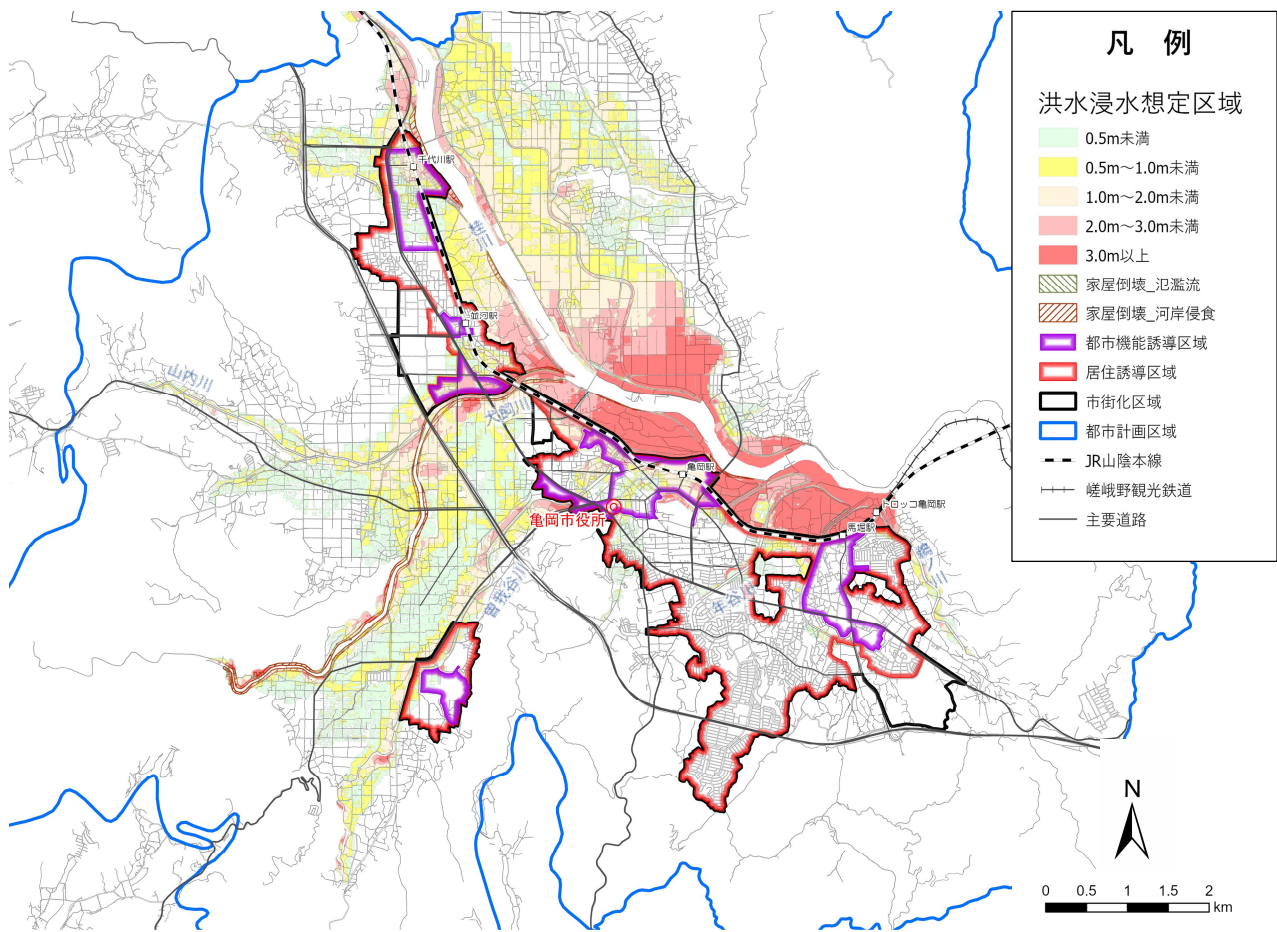 凡 例
洪水浸水想定区域
0.5m未満
0.5m～1.0m未満
1.0m～2.0m未満
2.0m～3.0m未満
3.0m以上
家屋倒壊_氾濫流
家屋倒壊_河岸侵食
都市機能誘導区域
居住誘導区域
市街化区域
都市計画区域
JR山陰本線
嵯峨野観光鉄道
主要道路
千代川駅
桂川
並河駅
山内川
犬飼川
亀岡駅
亀岡市役所
トロッコ亀岡駅
馬堀駅
曽我谷川
年谷川
N
0 0.5 1 1.5 2
km